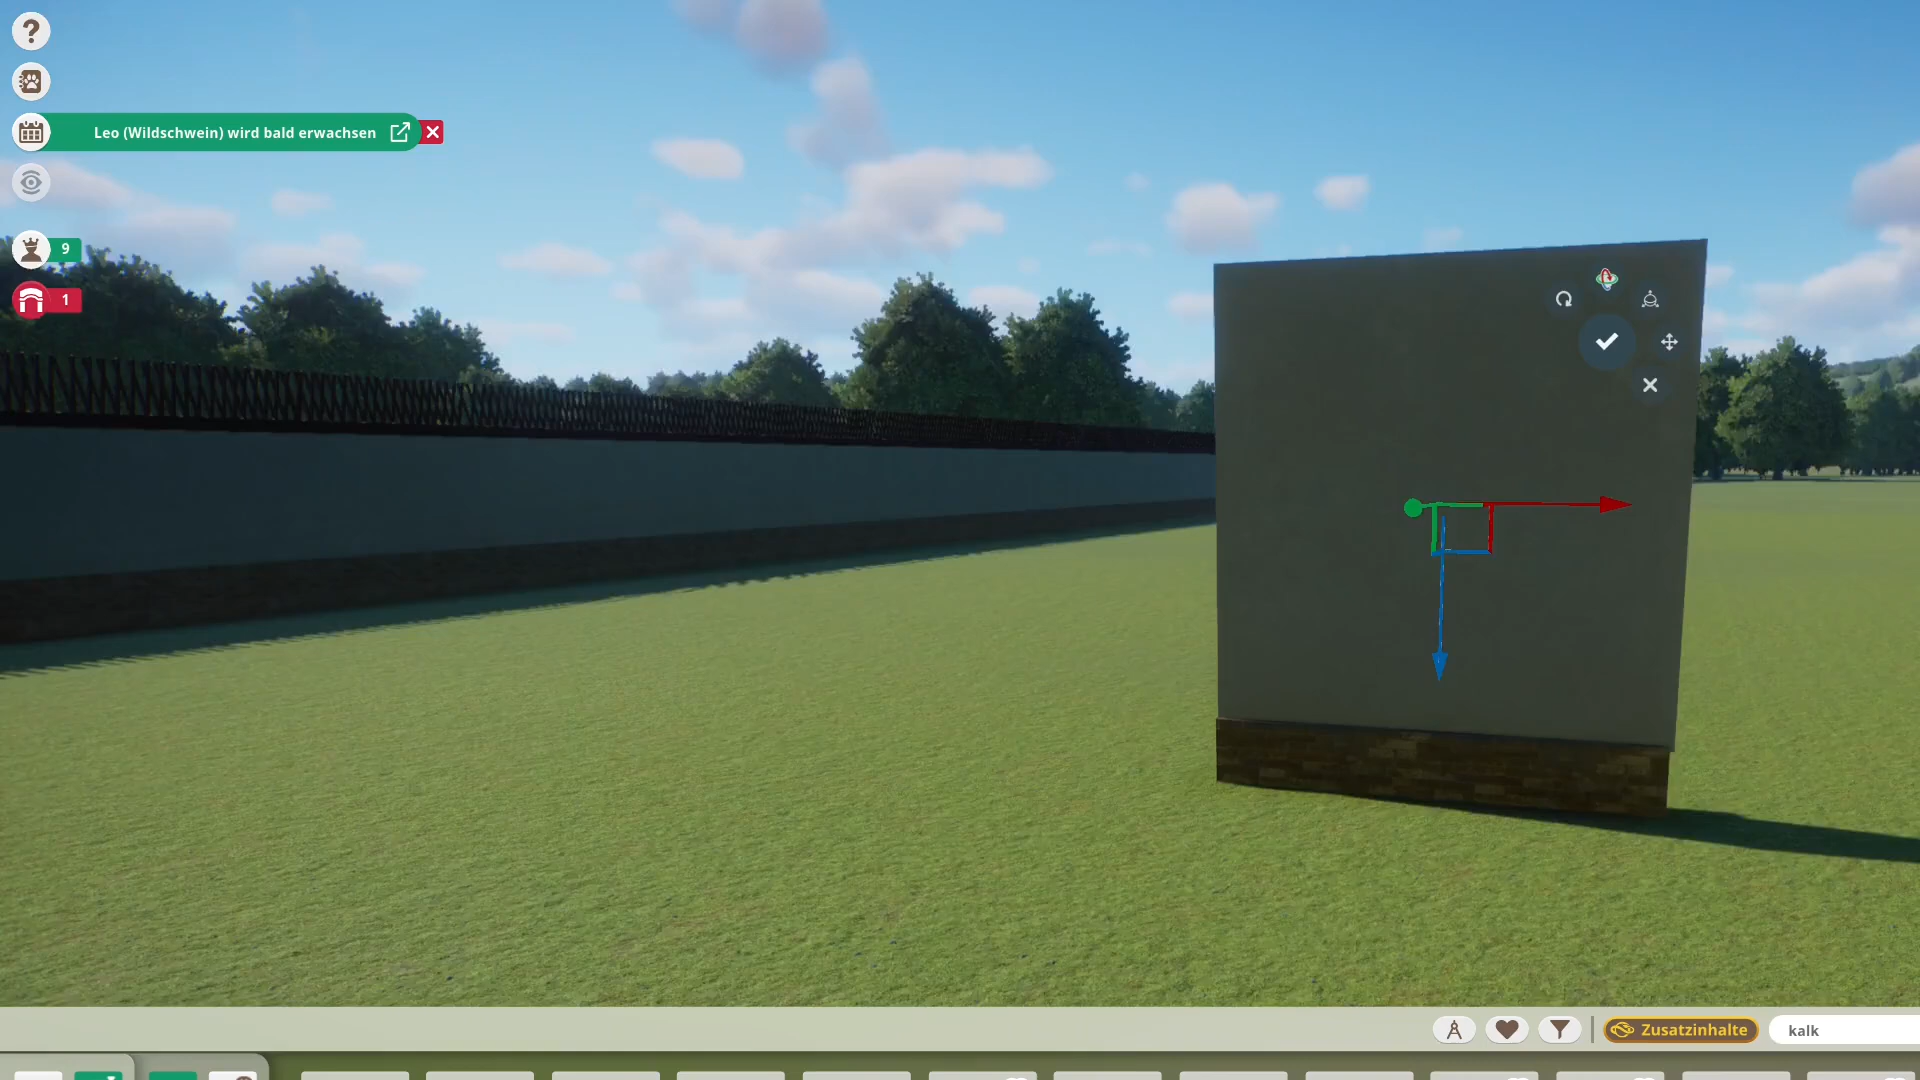 ?
Leo (Wildschwein) wird bald erwachsen
9
1
Zusatzinhalte
kalk